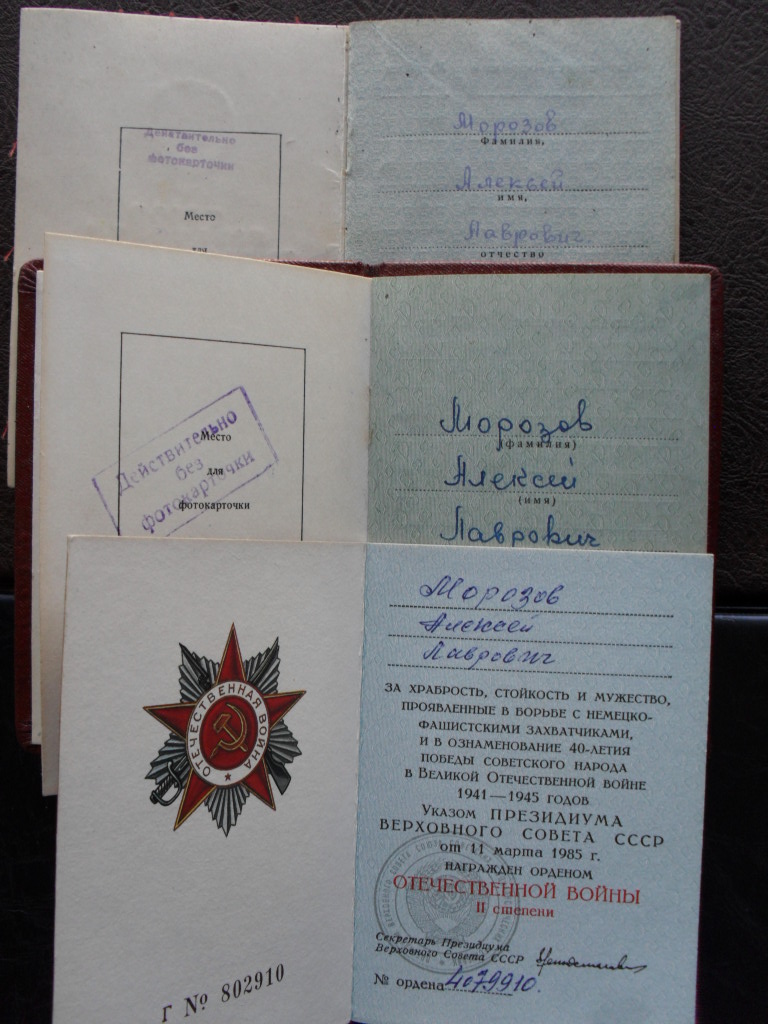 Действительно
без
фотокарточки
Место
для
Морозов
Фамилия,
Алексей
имя,
Лаврович.
отчество
Действительно
без
фотокарточки
Место
для
фотокарточки
Морозов
(фамилия)
Алексей
(имя)
Лаврович
ОТЕЧЕСТВЕННАЯ ВОЙНА
Г № 802910
Морозов
Алексей
Лаврович
ЗА ХРАБРОСТЬ, СТОЙКОСТЬ И МУЖЕСТВО,
ПРОЯВЛЕННЫЕ В БОРЬБЕ С НЕМЕЦКО-
ФАШИСТСКИМИ ЗАХВАТЧИКАМИ,
И В ОЗНАМЕНОВАНИЕ 40-ЛЕТИЯ
ПОБЕДЫ СОВЕТСКОГО НАРОДА
В ВЕЛИКОЙ ОТЕЧЕСТВЕННОЙ ВОЙНЕ
1941—1945 ГОДОВ
УКАЗОМ ПРЕЗИДИУМА
ВЕРХОВНОГО СОВЕТА СССР
от 11 марта 1985 г.
НАГРАЖДЕН ОРДЕНОМ
ОТЕЧЕСТВЕННОЙ ВОЙНЫ
II степени
Секретарь Президиума
Верховного Совета СССР
№ ордена 4079910.